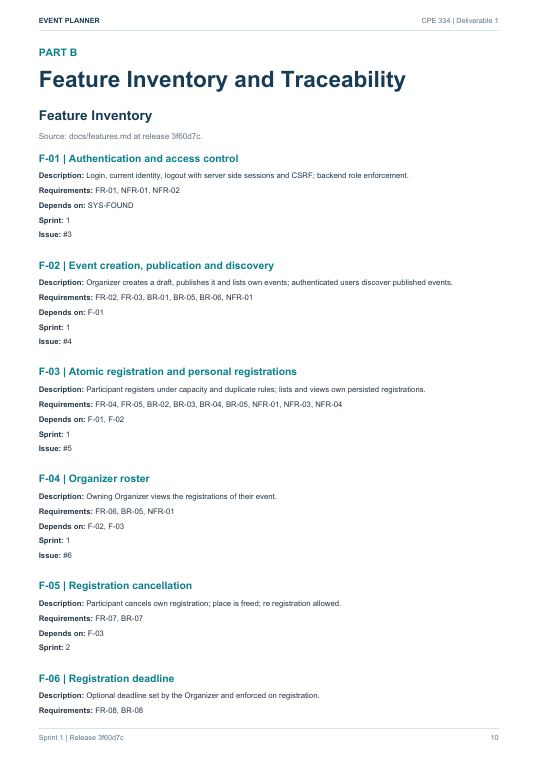 EVENT PLANNER
CPE 334 | Deliverable 1
PART B
Feature Inventory and Traceability
Feature Inventory
Source: docs/features.md at release 3f60d7c.
F-01 | Authentication and access control
Description: Login, current identity, logout with server side sessions and CSRF; backend role enforcement.
Requirements: FR-01, NFR-01, NFR-02
Depends on: SYS-FOUND
Sprint: 1
Issue: #3
F-02 | Event creation, publication and discovery
Description: Organizer creates a draft, publishes it and lists own events; authenticated users discover published events.
Requirements: FR-02, FR-03, BR-01, BR-05, BR-06, NFR-01
Depends on: F-01
Sprint: 1
Issue: #4
F-03 | Atomic registration and personal registrations
Description: Participant registers under capacity and duplicate rules; lists and views own persisted registrations.
Requirements: FR-04, FR-05, BR-02, BR-03, BR-04, BR-05, NFR-01, NFR-03, NFR-04
Depends on: F-01, F-02
Sprint: 1
Issue: #5
F-04 | Organizer roster
Description: Owning Organizer views the registrations of their event.
Requirements: FR-06, BR-05, NFR-01
Depends on: F-02, F-03
Sprint: 1
Issue: #6
F-05 | Registration cancellation
Description: Participant cancels own registration; place is freed; re registration allowed.
Requirements: FR-07, BR-07
Depends on: F-03
Sprint: 2
F-06 | Registration deadline
Description: Optional deadline set by the Organizer and enforced on registration.
Requirements: FR-08, BR-08
Sprint 1 | Release 3f60d7c
10